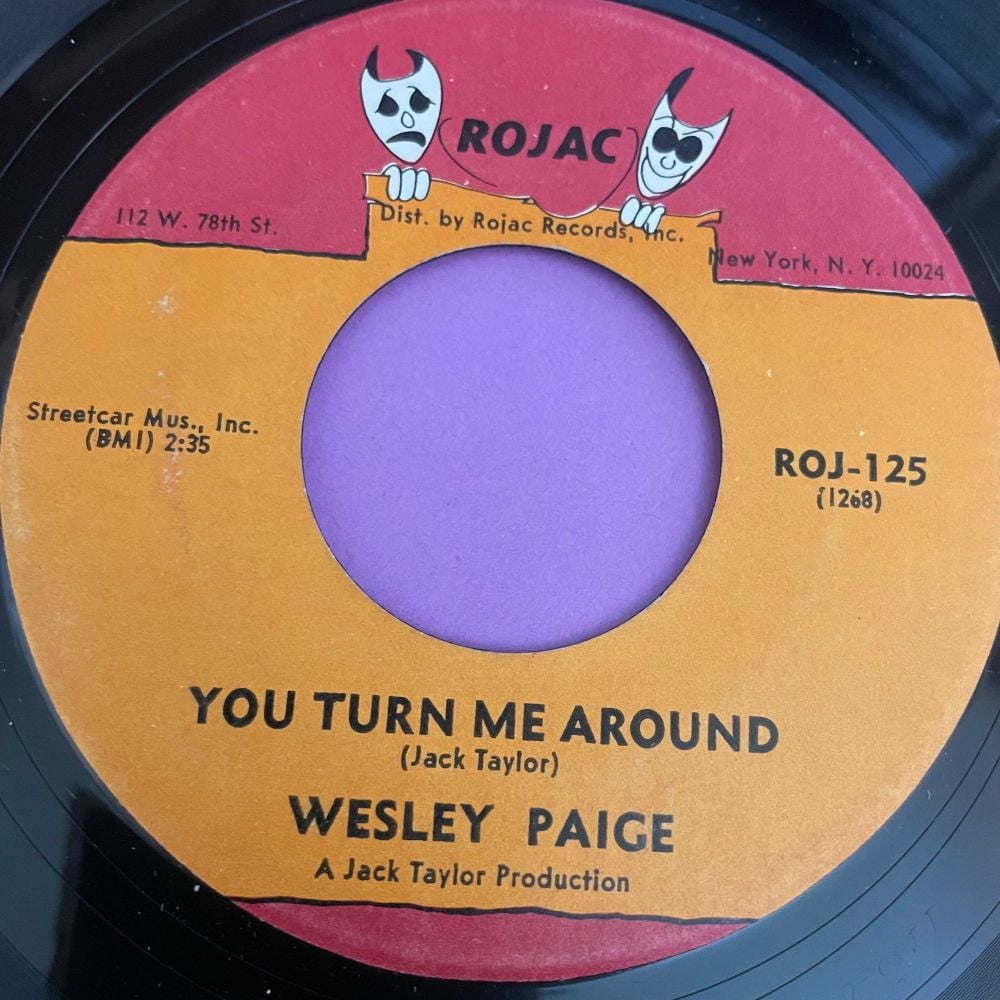 ROJAC
112 W. 78th St.
Dist. by Rojac Records, Inc.
New York, N. Y. 10024
Streetcar Mus., Inc.
(BMI) 2:35
ROJ-125
(1268)
YOU TURN ME AROUND
(Jack Taylor)
WESLEY PAIGE
A Jack Taylor Production